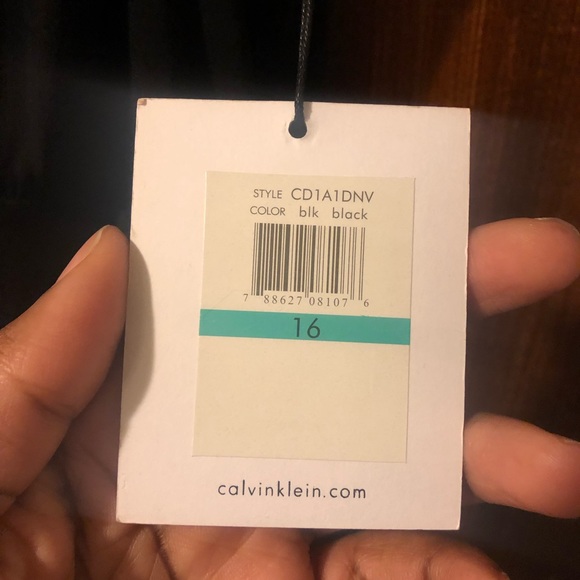 STYLE CD1A1DNV
COLOR blk black
7 88627 08107 6
16
calvinklein.com